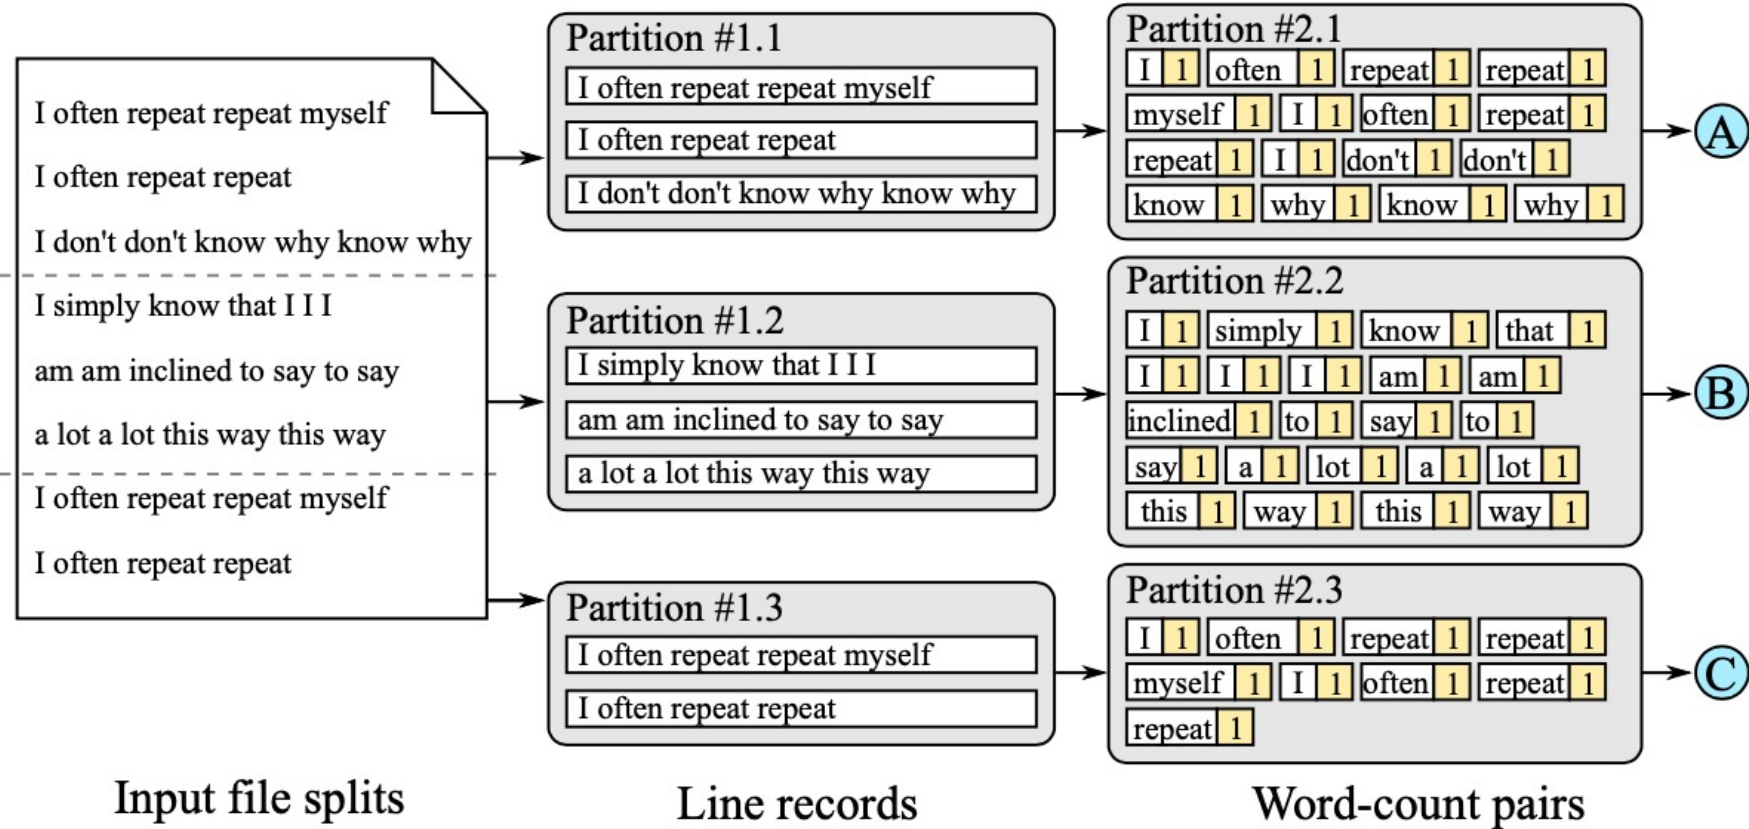 I often repeat repeat myself
I often repeat repeat
I don't don't know why know why
I simply know that I I I
am am inclined to say to say
a lot a lot this way this way
I often repeat repeat myself
I often repeat repeat
Input file splits
Partition #1.1
I often repeat repeat myself
I often repeat repeat
I don't don't know why know why
Partition #1.2
I simply know that I I I
am am inclined to say to say
a lot a lot this way this way
Partition #1.3
I often repeat repeat myself
I often repeat repeat
Line records
Partition #2.1
I 1 often 1 repeat 1 repeat 1
myself 1 I 1 often 1 repeat 1
repeat 1 I 1 don't 1 don't 1
know 1 why 1 know 1 why 1
A
Partition #2.2
I 1 simply 1 know 1 that 1
I 1 I 1 I 1 am 1 am 1
inclined 1 to 1 say 1 to 1
say 1 a 1 lot 1 a 1 lot 1
this 1 way 1 this 1 way 1
B
Partition #2.3
I 1 often 1 repeat 1 repeat 1
myself 1 I 1 often 1 repeat 1
repeat 1
C
Word-count pairs